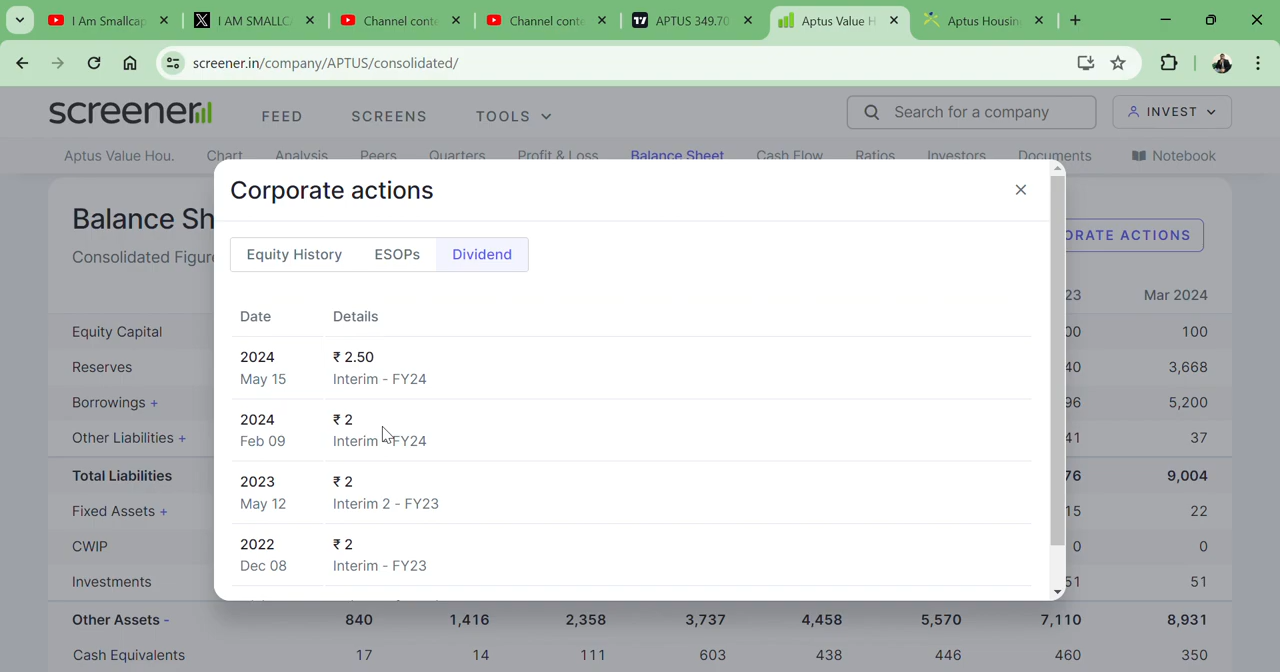 I Am Smallcap
I AM SMALLC
Channel conte
Channel conte
APTUS 349.70
Aptus Value H
Aptus Housin
screener.in/company/APTUS/consolidated/
screener
FEED
SCREENS
TOOLS
Search for a company
INVEST
Aptus Value Hou.
Chart
Analysis
Peers
Quarters
Profit & Loss
Balance Sheet
Cash Flow
Ratios
Investors
Documents
Notebook
Balance Sh
Consolidated Figure
ORATE ACTIONS
Corporate actions
Equity History
ESOPs
Dividend
Date Details
2024 ₹ 2.50
May 15 Interim - FY24
2024 ₹ 2
Feb 09 Interim - FY24
2023 ₹ 2
May 12 Interim 2 - FY23
2022 ₹ 2
Dec 08 Interim - FY23
23 Mar 2024
Equity Capital 00 100
Reserves 40 3,668
Borrowings + 96 5,200
Other Liabilities + 41 37
Total Liabilities 76 9,004
Fixed Assets + 15 22
CWIP 0 0
Investments 51 51
Other Assets - 840 1,416 2,358 3,737 4,458 5,570 7,110 8,931
Cash Equivalents 17 14 111 603 438 446 460 350